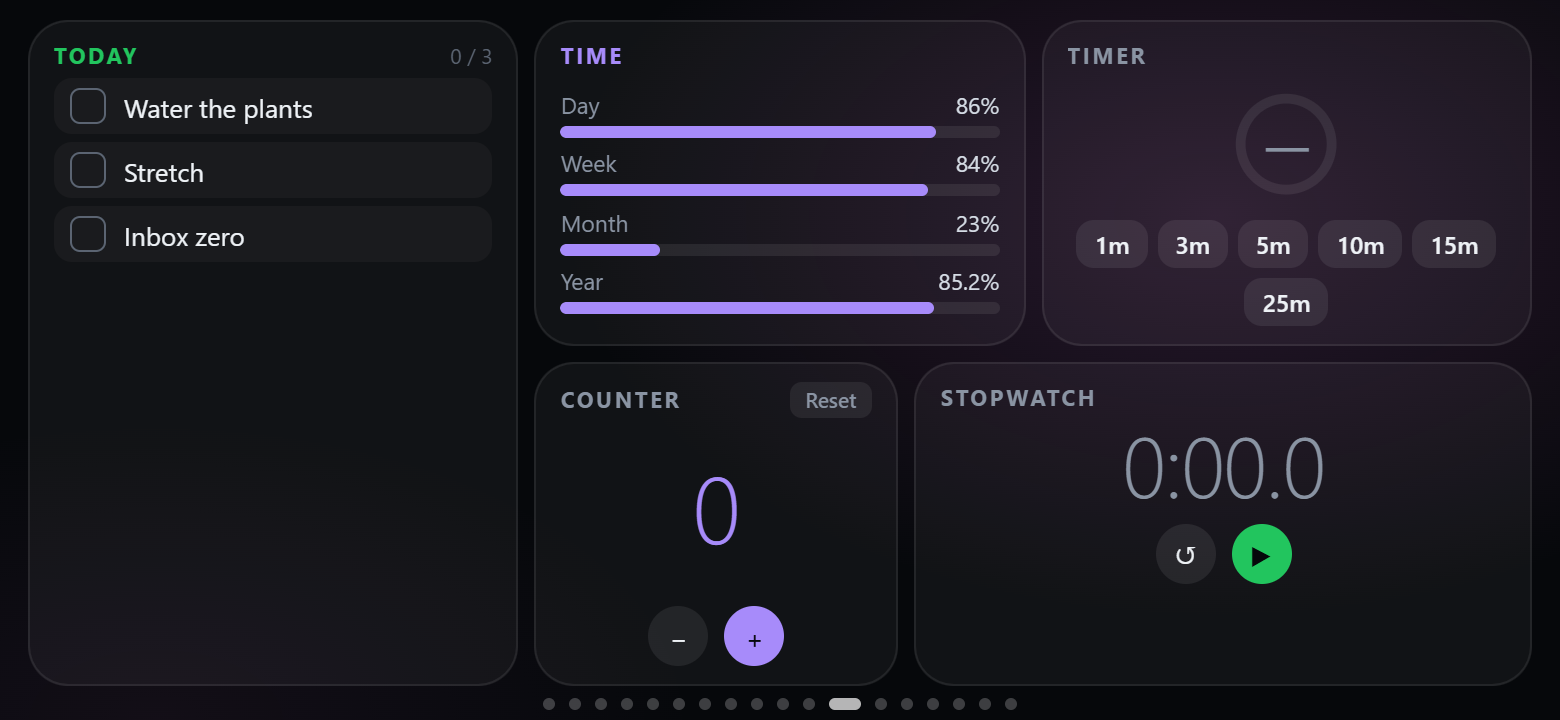 TODAY 0 / 3
Water the plants
Stretch
Inbox zero
TIME
Day 86%
Week 84%
Month 23%
Year 85.2%
TIMER
—
1m 3m 5m 10m 15m
25m
COUNTER Reset
0
− +
STOPWATCH
0:00.0
↺ ▶